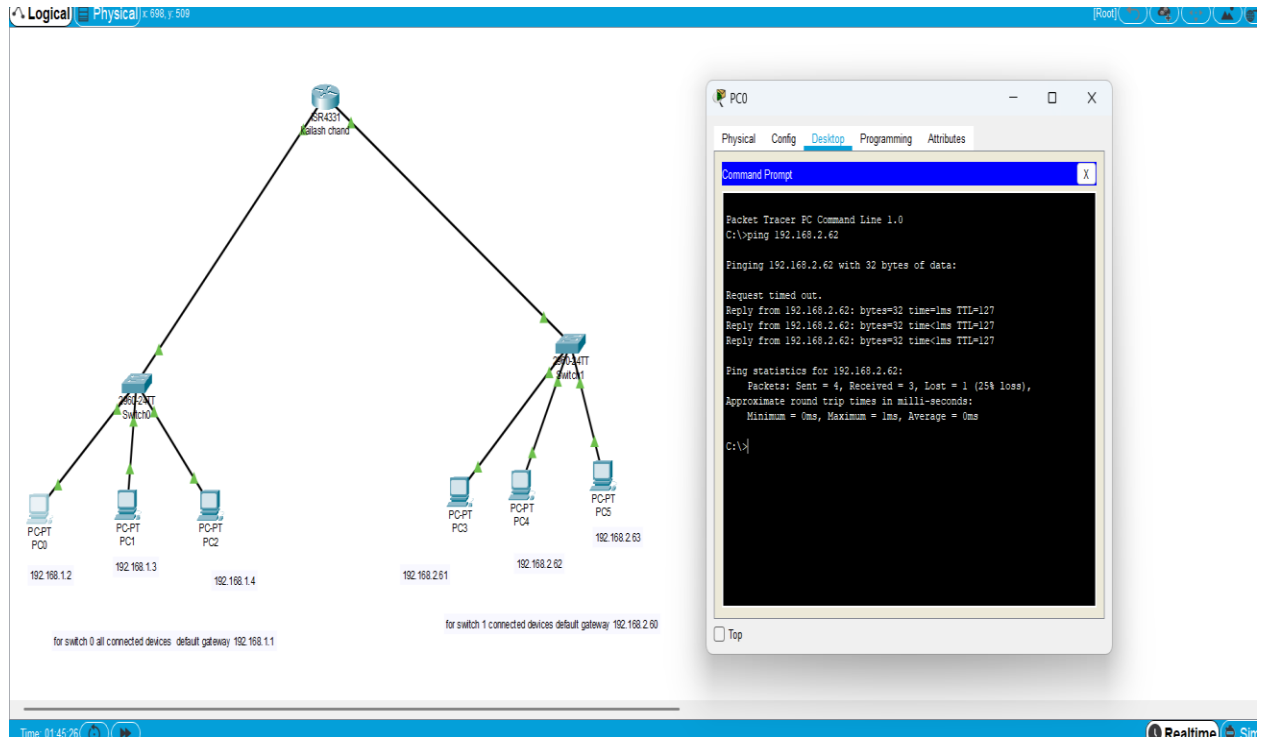 Logical Physical x: 698, y: 509 [Root]
ISR4331
kailash chand
2960-24TT
Switch0
2960-24TT
Switch1
PC-PT
PC0
PC-PT
PC1
PC-PT
PC2
PC-PT
PC3
PC-PT
PC4
PC-PT
PC5
192.168.1.2
192.168.1.3
192.168.1.4
192.168.2.61
192.168.2.62
192.168.2.63
for switch 0 all connected devices default gateway 192.168.1.1
for switch 1 connected devices default gateway 192.168.2.60
PC0
Physical Config Desktop Programming Attributes
Command Prompt X
Packet Tracer PC Command Line 1.0
C:\>ping 192.168.2.62
Pinging 192.168.2.62 with 32 bytes of data:
Request timed out.
Reply from 192.168.2.62: bytes=32 time=1ms TTL=127
Reply from 192.168.2.62: bytes=32 time<1ms TTL=127
Reply from 192.168.2.62: bytes=32 time<1ms TTL=127
Ping statistics for 192.168.2.62:
Packets: Sent = 4, Received = 3, Lost = 1 (25% loss),
Approximate round trip times in milli-seconds:
Minimum = 0ms, Maximum = 1ms, Average = 0ms
C:\>
Top
Time: 01:45:26 Realtime Sim